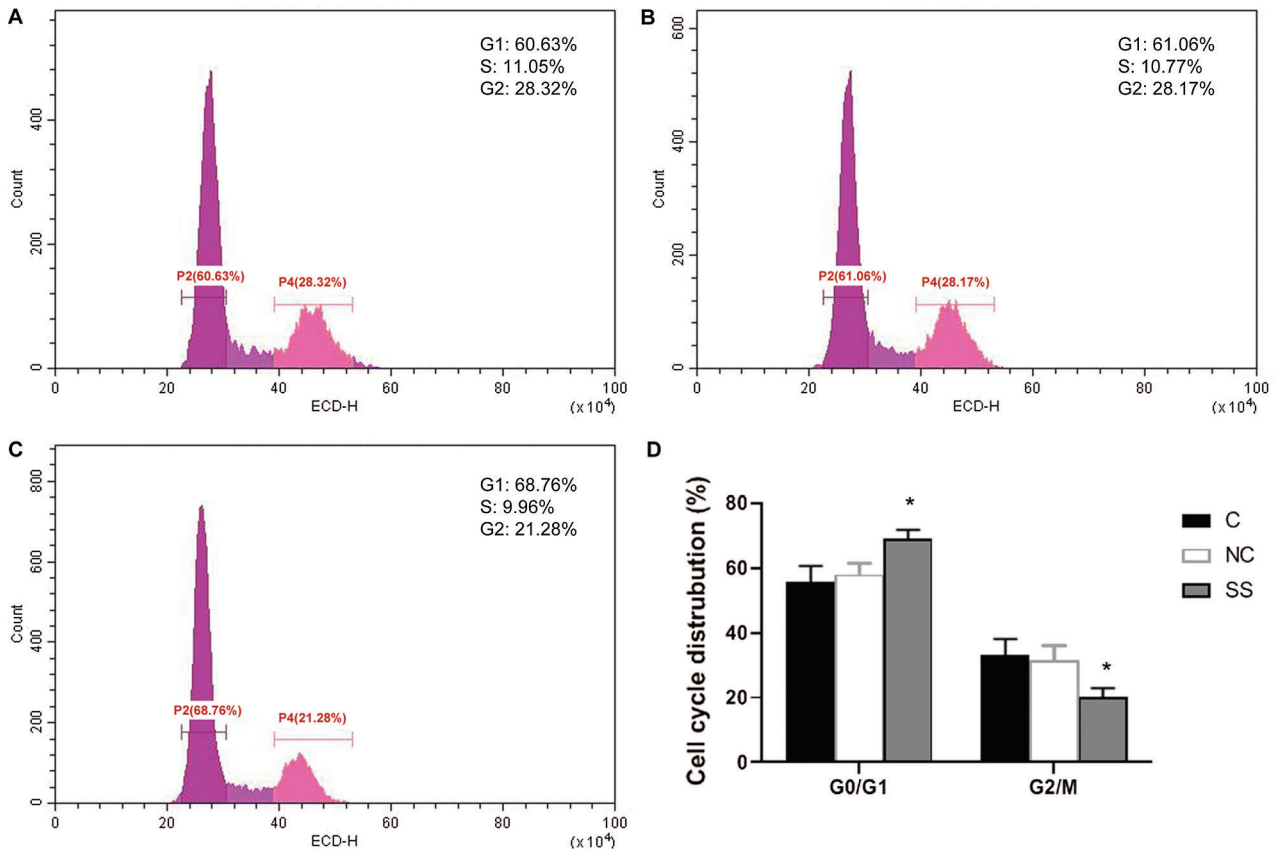 A
G1: 60.63%
S: 11.05%
G2: 28.32%
P2(60.63%)
P4(28.32%)
Count
400
200
0
0 20 40 60 80 100
ECD-H
(x 10⁴)
B
G1: 61.06%
S: 10.77%
G2: 28.17%
P2(61.06%)
P4(28.17%)
Count
600
400
200
0
0 20 40 60 80 100
ECD-H
(x 10⁴)
C
G1: 68.76%
S: 9.96%
G2: 21.28%
P2(68.76%)
P4(21.28%)
Count
800
600
400
200
0
0 20 40 60 80 100
ECD-H
(x 10⁴)
D
Cell cycle distrubution (%)
80
60
40
20
0
*
*
G0/G1 G2/M
C
NC
SS